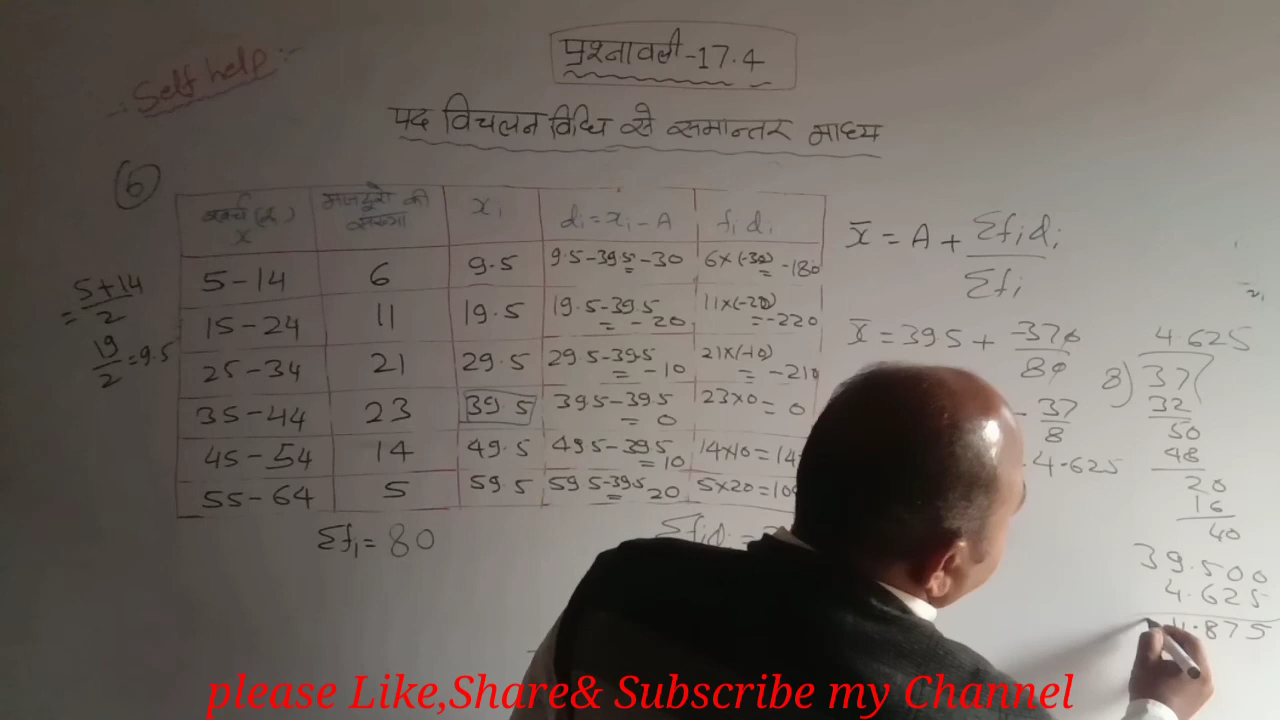 Self help :-
प्रश्नावली-17.4
पद विचलन विधि से समान्तर माध्य
6
x
मजदूरों की संख्या
xi
di = xi - A
fi di
5-14 6 9.5 9.5-39.5 = -30 6×(-30) = -180
15-24 11 19.5 19.5-39.5 = -20 11×(-20) = -220
25-34 21 29.5 29.5-39.5 = -10 21×(-10) = -210
35-44 23 39.5 39.5-39.5 = 0 23×0 = 0
45-54 14 49.5 49.5-39.5 = 10 14×10 = 14
55-64 5 59.5 59.5-39.5 = 20 5×20 = 10
Σfi = 80
Σfidi =
= 5+14/2
19/2 = 9.5
x̄ = A + Σfidi/Σfi
x̄ = 39.5 + -370/80
- 37/8
4.625
4.625
8)37(
32
50
48
20
16
40
39.500
4.625
.875
please Like,Share& Subscribe my Channel